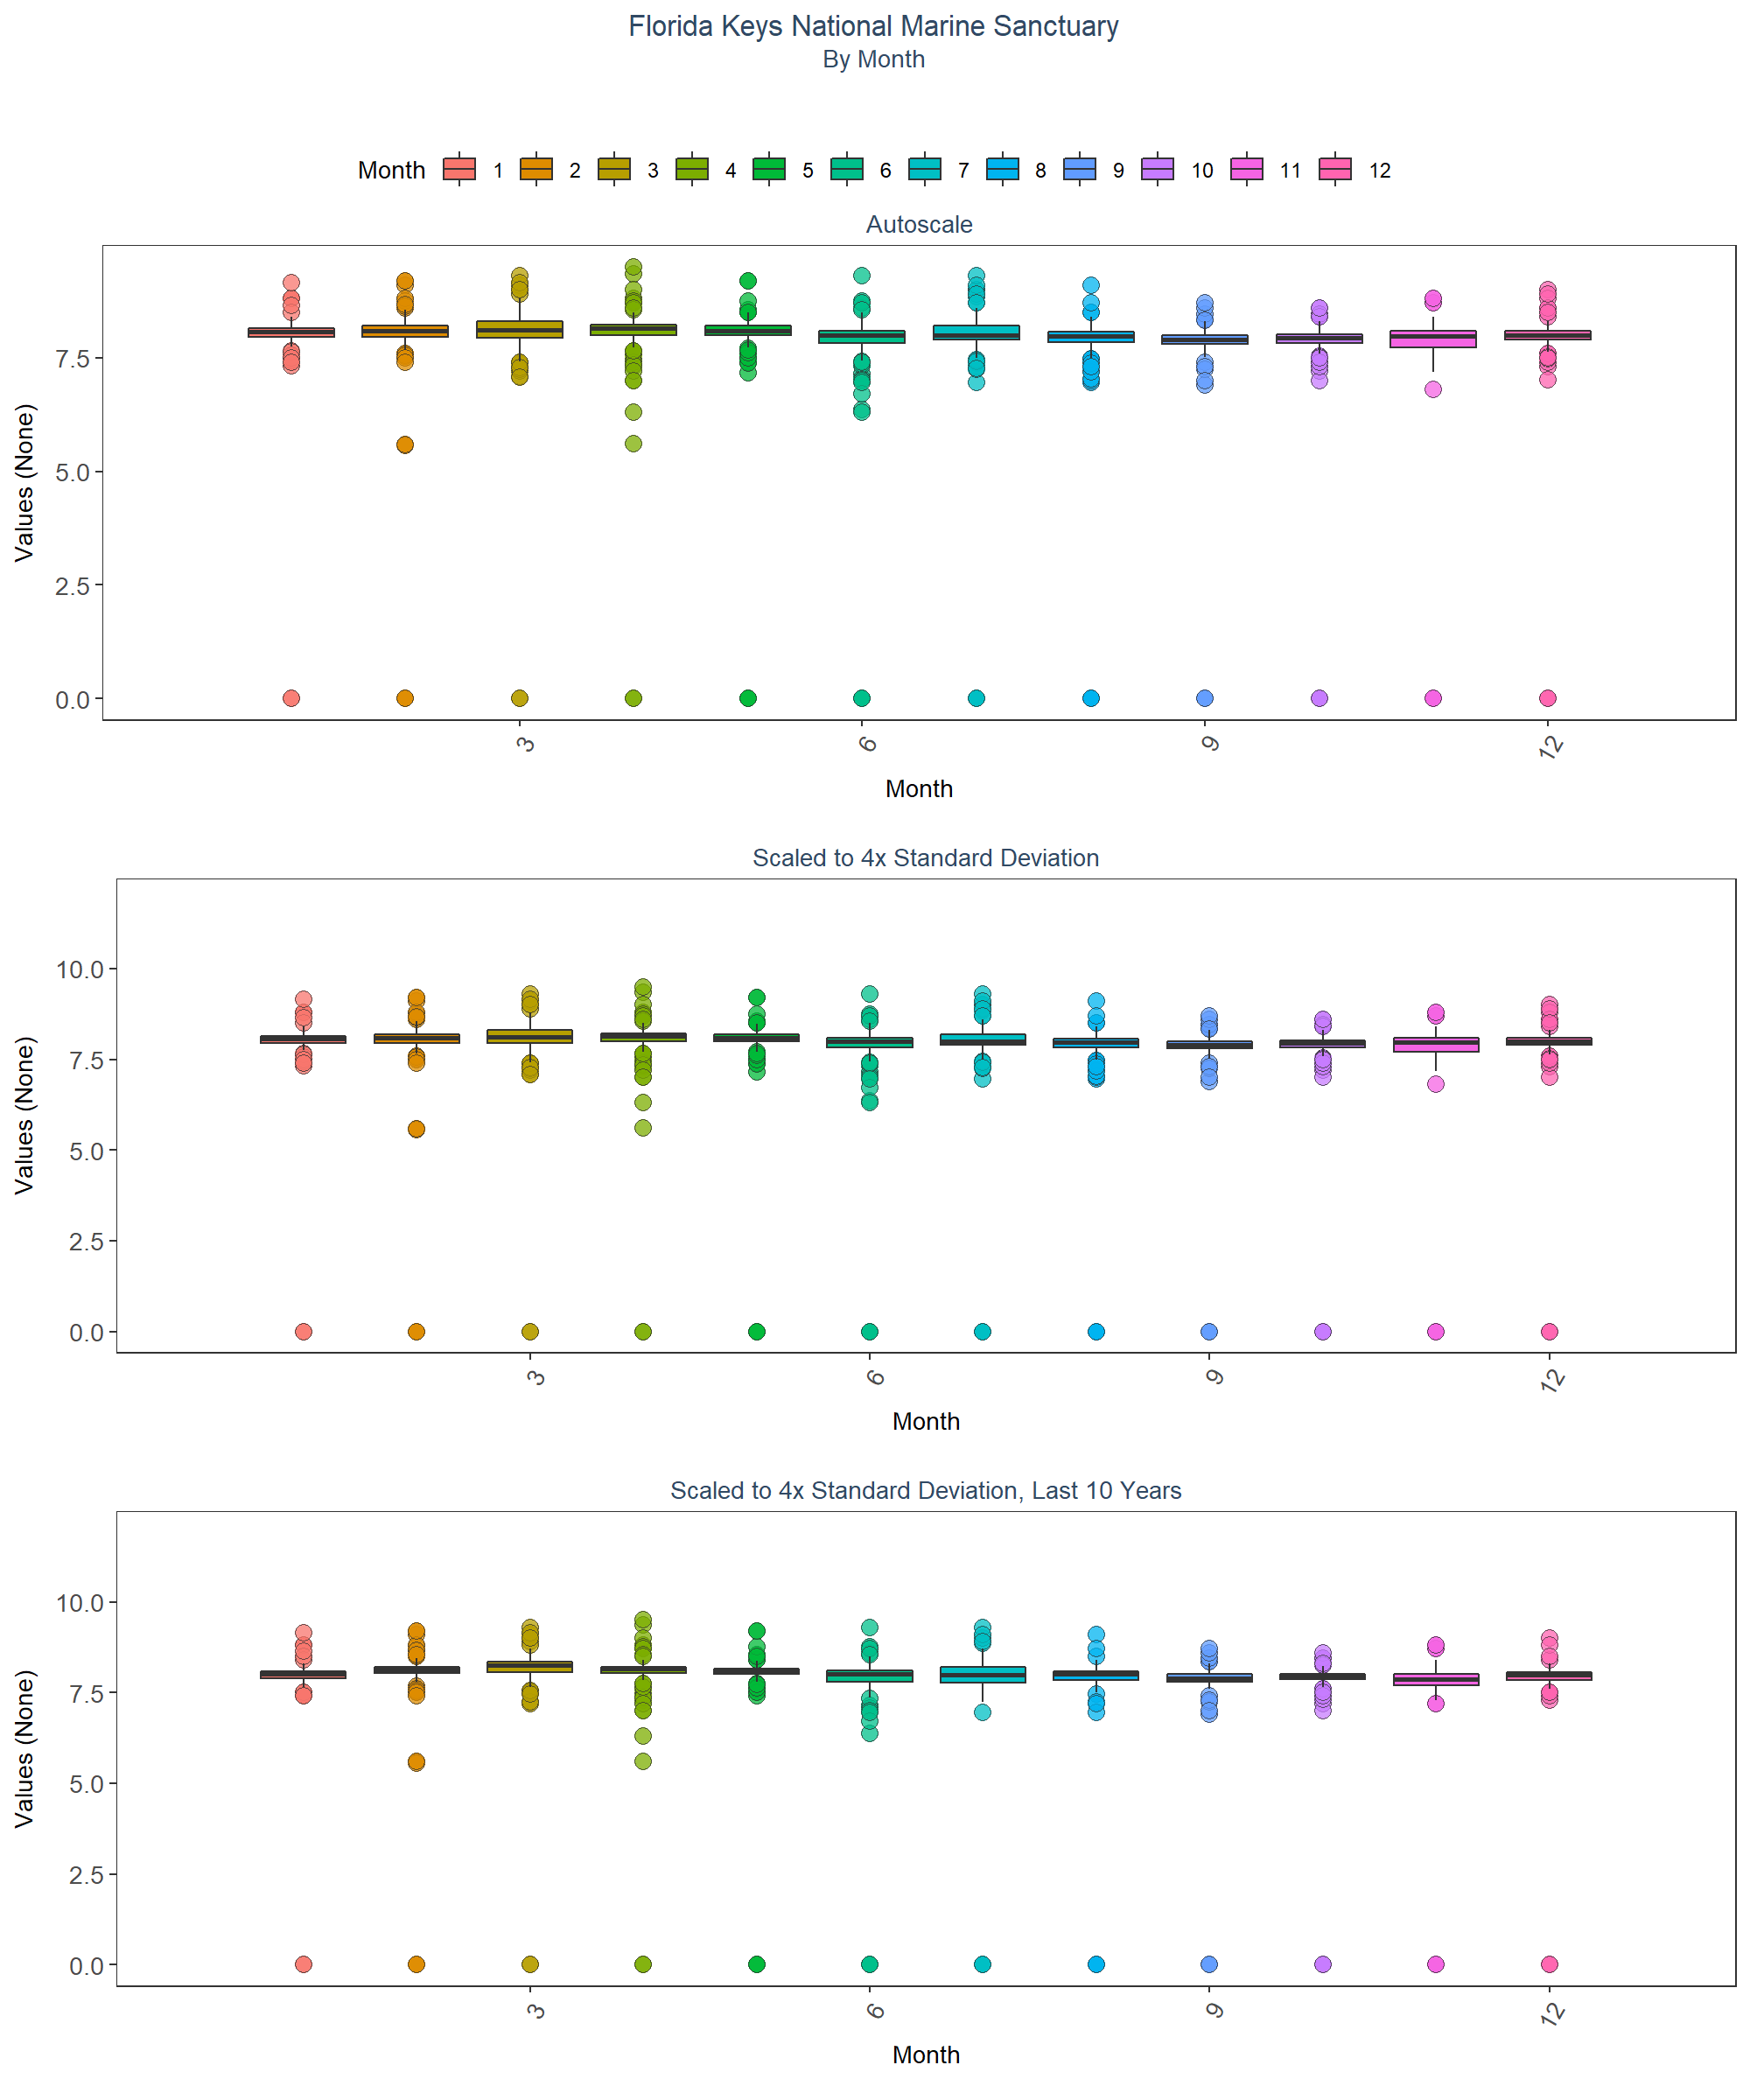 Florida Keys National Marine Sanctuary
By Month
Month 1 2 3 4 5 6 7 8 9 10 11 12
Autoscale
Values (None)
7.5
5.0
2.5
0.0
3 6 9 12
Month
Scaled to 4x Standard Deviation
Values (None)
10.0
7.5
5.0
2.5
0.0
3 6 9 12
Month
Scaled to 4x Standard Deviation, Last 10 Years
Values (None)
10.0
7.5
5.0
2.5
0.0
3 6 9 12
Month